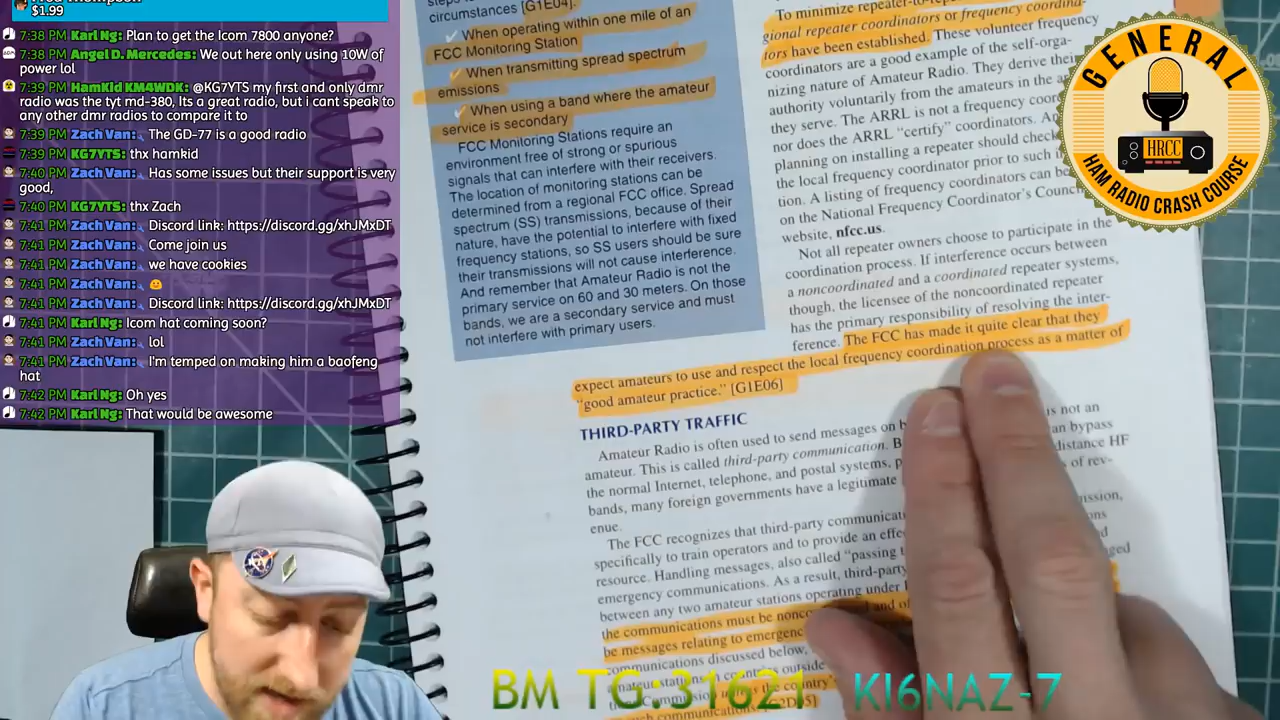 $1.99
7:38 PM Karl Ng: Plan to get the Icom 7800 anyone?
7:38 PM Angel D. Mercedes: We out here only using 10W of
power lol
7:39 PM HamKid KM4WDK: @KG7YTS my first and only dmr
radio was the tyt md-380, Its a great radio, but i cant speak to
any other dmr radios to compare it to
7:39 PM Zach Van: The GD-77 is a good radio
7:39 PM KG7YTS: thx hamkid
7:40 PM Zach Van: Has some issues but their support is very
good,
7:40 PM KG7YTS: thx Zach
7:41 PM Zach Van: Discord link: https://discord.gg/xhJMxDT
7:41 PM Zach Van: Come join us
7:41 PM Zach Van: we have cookies
7:41 PM Zach Van:
7:41 PM Zach Van: Discord link: https://discord.gg/xhJMxDT
7:41 PM Karl Ng: Icom hat coming soon?
7:41 PM Zach Van: lol
7:41 PM Zach Van: I'm temped on making him a baofeng
hat
7:42 PM Karl Ng: Oh yes
7:42 PM Karl Ng: That would be awesome
circumstances [G1E04].
✓ When operating within one mile of an
FCC Monitoring Station
✓ When transmitting spread spectrum
emissions
✓ When using a band where the amateur
service is secondary
FCC Monitoring Stations require an
environment free of strong or spurious
signals that can interfere with their receivers.
The location of monitoring stations can be
determined from a regional FCC office. Spread
spectrum (SS) transmissions, because of their
nature, have the potential to interfere with fixed
frequency stations, so SS users should be sure
their transmissions will not cause interference.
And remember that Amateur Radio is not the
primary service on 60 and 30 meters. On those
bands, we are a secondary service and must
not interfere with primary users.
To minimize
gional repeater coordinators or frequency coordina-
tors have been established. These volunteer frequency
coordinators are a good example of the self-orga-
nizing nature of Amateur Radio. They derive their
authority voluntarily from the amateurs in the
they serve. The ARRL is not a frequency
nor does the ARRL "certify" coordinators.
planning on installing a repeater should check
the local frequency coordinator prior to such
tion. A listing of frequency coordinators can be
on the National Frequency Coordinator's
website, nfcc.us.
Not all repeater owners choose to participate in the
coordination process. If interference occurs between
a noncoordinated and a coordinated repeater systems,
though, the licensee of the noncoordinated repeater
has the primary responsibility of resolving the inter-
ference. The FCC has made it quite clear that they
expect amateurs to use and respect the local frequency coordination process as a matter of
"good amateur practice." [G1E06]
THIRD-PARTY TRAFFIC
Amateur Radio is often used to send messages on is not an
amateur. This is called third-party communication. an bypass
the normal Internet, telephone, and postal systems, distance HF
bands, many foreign governments have a legitimate of rev-
enue.
The FCC recognizes that third-party
specifically to train operators and to provide an
resource. Handling messages, also called "passing
emergency communications. As a result, third-party
between any two amateur stations operating under
the communications must be and
be messages relating to
communications discussed below,
stations in countries outside
the country's
communications.
BM TG:31621 KI6NAZ-7
GENERAL
HRCC
HAM RADIO CRASH COURSE